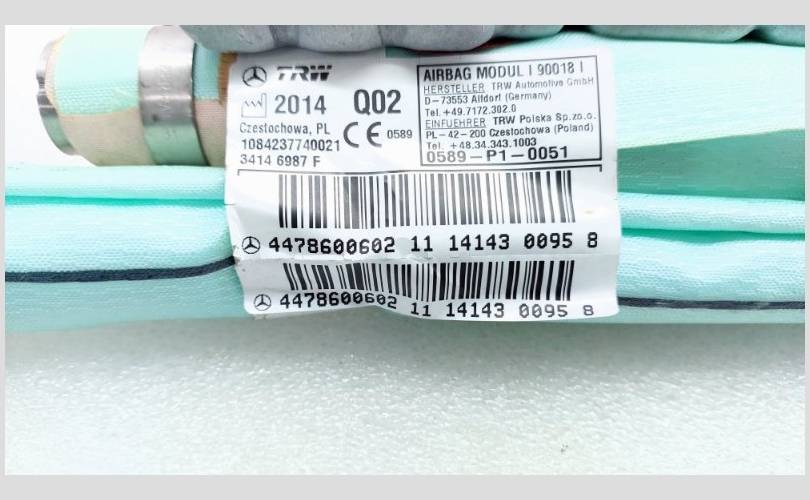 TRW
2014 Q02
Czestochowa, PL
CE 0589
1084237740021
3414 6987 F
AIRBAG MODUL I 90018 I
HERSTELLER TRW Automotive GmbH
D-73553 Alfdorf (Germany)
Tel. +49.7172.302.0
EINFUEHRER TRW Polska Sp.zo.o.
PL-42-200 Czestochowa (Poland)
Tel. +48.34.343.1003
0589-P1-0051
4478600602 11 14143 0095 8
4478600602 11 14143 0095 8